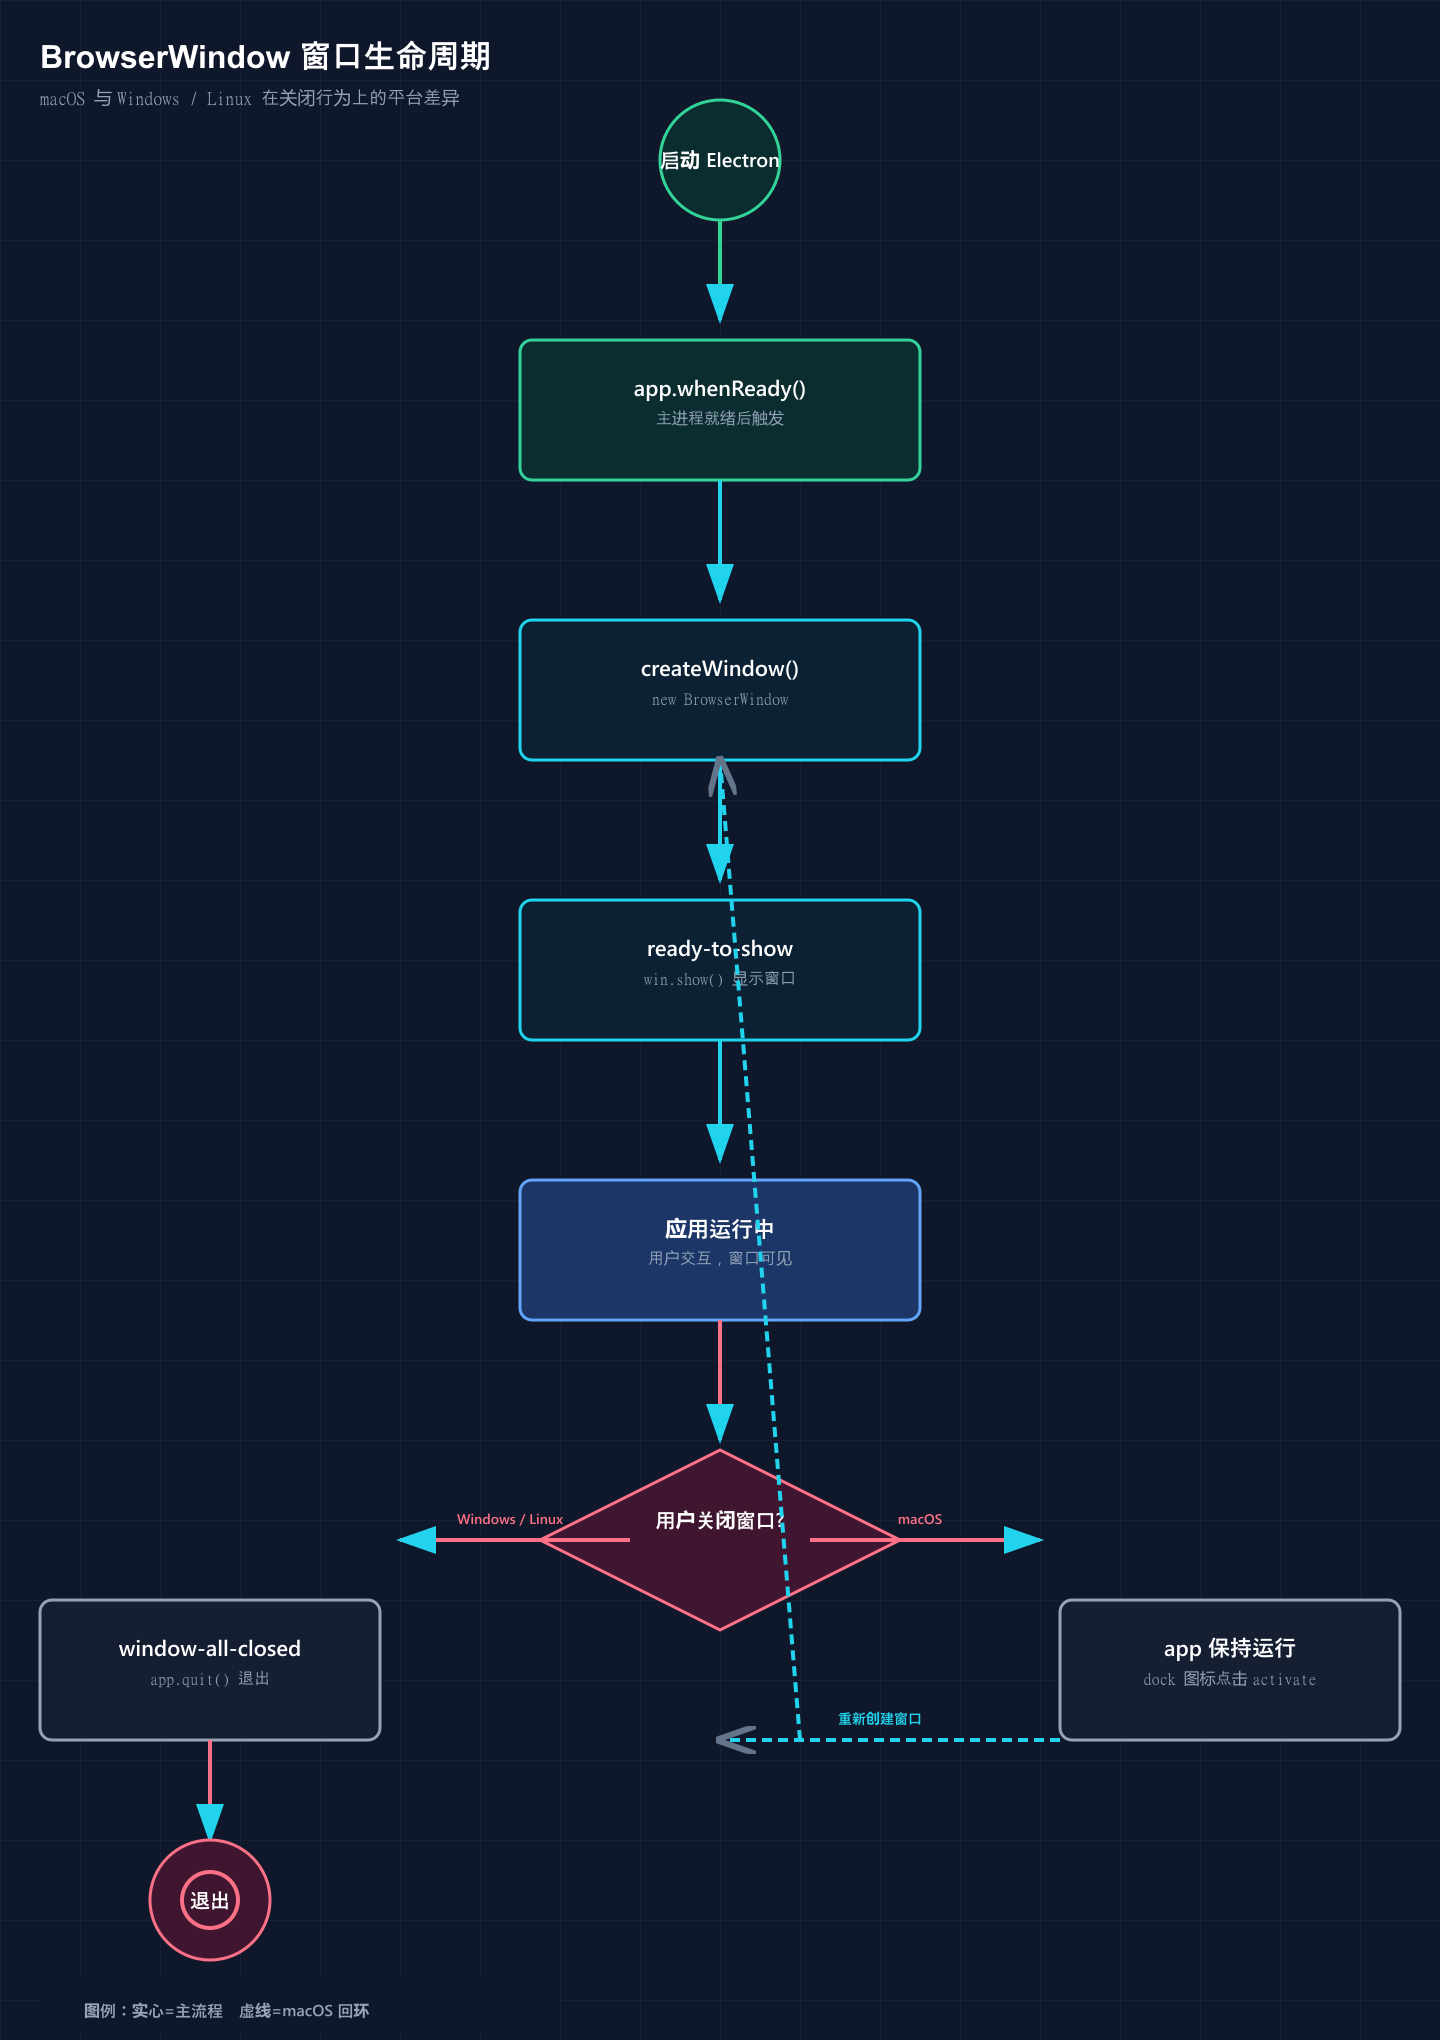 BrowserWindow 窗口生命周期
macOS 与 Windows / Linux 在关闭行为上的平台差异
启动 Electron
app.whenReady()
主进程就绪后触发
createWindow()
new BrowserWindow
ready-to-show
win.show() 显示窗口
应用运行中
用户交互，窗口可见
Windows / Linux
用户关闭窗口?
macOS
window-all-closed
app.quit() 退出
app 保持运行
dock 图标点击 activate
重新创建窗口
退出
图例：实心=主流程 虚线=macOS 回环